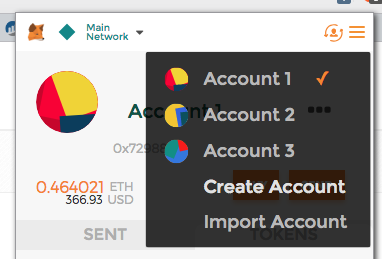 Main
Network
Account 1
Account 1
Account 2
0x72988
Account 3
0.464021 ETH
366.93 USD
Create Account
Import Account
SENT
TOKENS